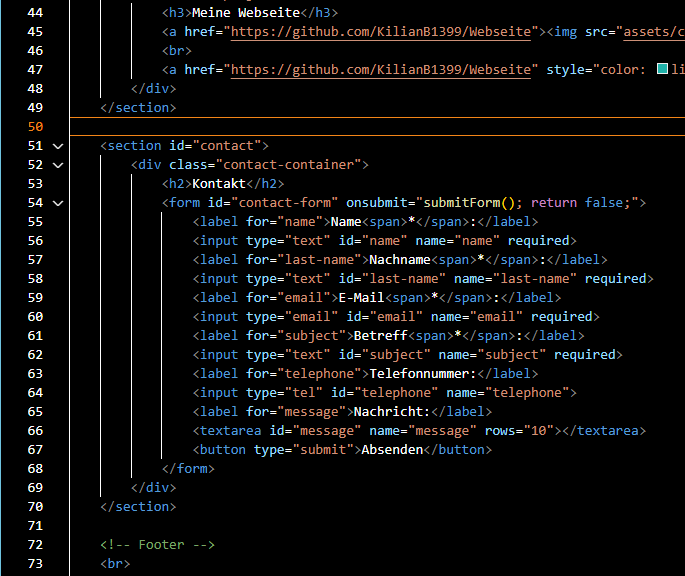 44 <h3>Meine Webseite</h3>
45 <a href="https://github.com/KilianB1399/Webseite"><img src="assets/c
46 <br>
47 <a href="https://github.com/KilianB1399/Webseite" style="color: li
48 </div>
49 </section>
50
51 <section id="contact">
52 <div class="contact-container">
53 <h2>Kontakt</h2>
54 <form id="contact-form" onsubmit="submitForm(); return false;">
55 <label for="name">Name<span>*</span>:</label>
56 <input type="text" id="name" name="name" required>
57 <label for="last-name">Nachname<span>*</span>:</label>
58 <input type="text" id="last-name" name="last-name" required>
59 <label for="email">E-Mail<span>*</span>:</label>
60 <input type="email" id="email" name="email" required>
61 <label for="subject">Betreff<span>*</span>:</label>
62 <input type="text" id="subject" name="subject" required>
63 <label for="telephone">Telefonnummer:</label>
64 <input type="tel" id="telephone" name="telephone">
65 <label for="message">Nachricht:</label>
66 <textarea id="message" name="message" rows="10"></textarea>
67 <button type="submit">Absenden</button>
68 </form>
69 </div>
70 </section>
71
72 <!-- Footer -->
73 <br>